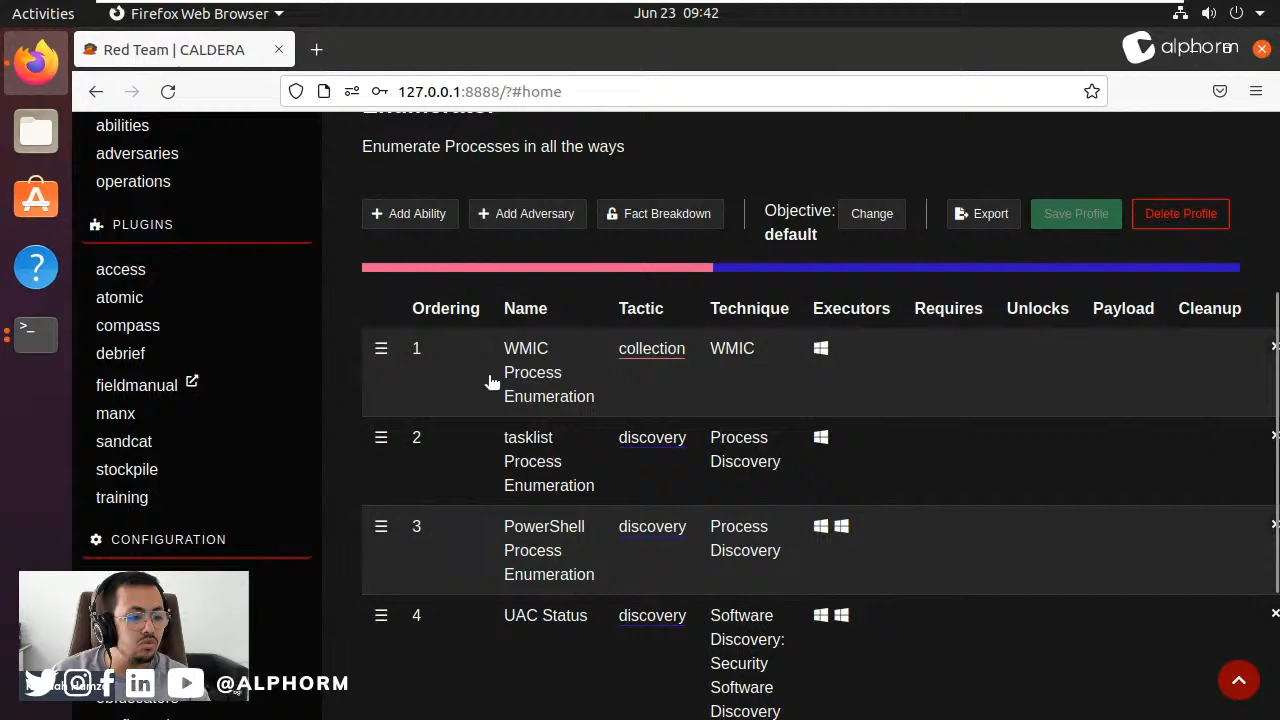 Activities
Firefox Web Browser
Jun 23 09:42
Red Team | CALDERA
alphorm
127.0.0.1:8888/?#home
abilities
adversaries
operations
PLUGINS
access
atomic
compass
debrief
fieldmanual
manx
sandcat
stockpile
training
CONFIGURATION
Enumerate Processes in all the ways
Add Ability
Add Adversary
Fact Breakdown
Objective:
default
Change
Export
Save Profile
Delete Profile
Ordering Name Tactic Technique Executors Requires Unlocks Payload Cleanup
1 WMIC collection WMIC
Process
Enumeration
2 tasklist discovery Process
Process Discovery
Enumeration
3 PowerShell discovery Process
Process Discovery
Enumeration
4 UAC Status discovery Software
Discovery:
Security
Software
Discovery
@ALPHORM